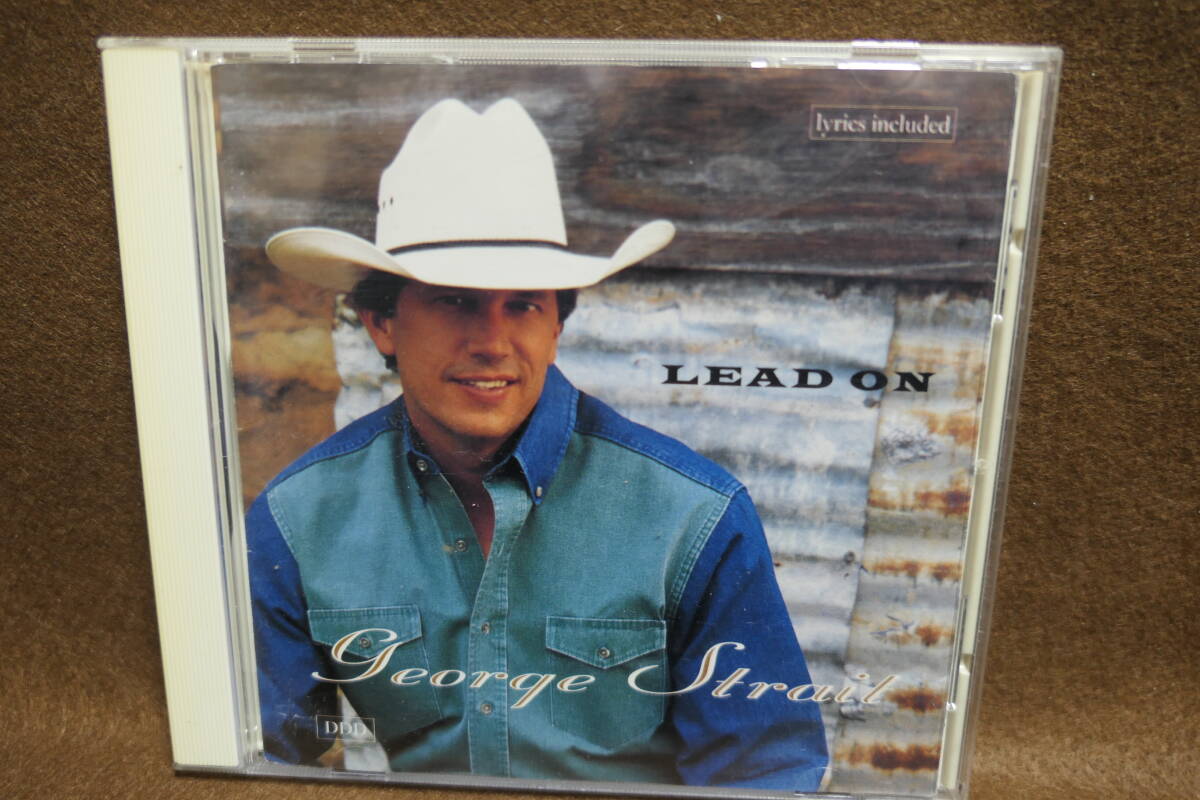 lyrics included
LEAD ON
George Strait
DDD